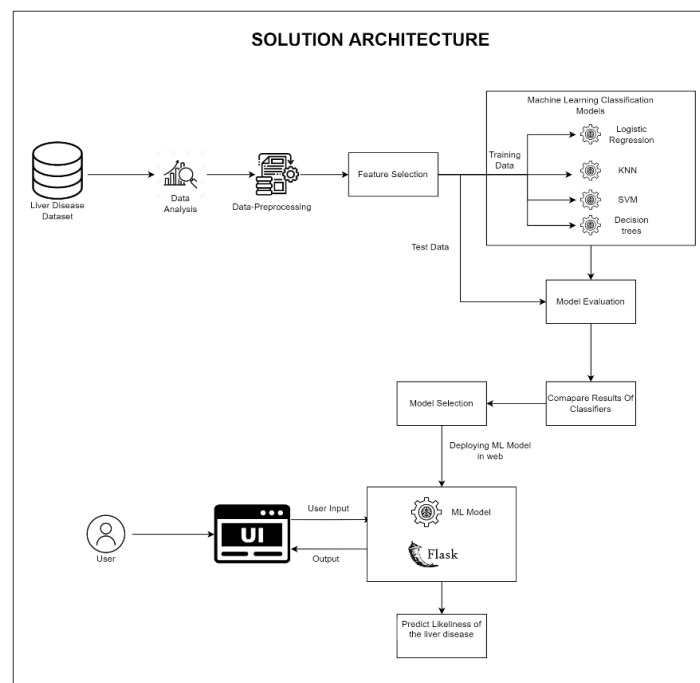 SOLUTION ARCHITECTURE
Machine Learning Classification
Models
Logistic
Regression
Training
Data
KNN
SVM
Decision
trees
Liver Disease
Dataset
Data
Analysis
Data-Preprocessing
Feature Selection
Test Data
Model Evaluation
Comapare Results Of
Classfiers
Model Selection
Deploying ML Model
in web
User
UI
User Input
Output
ML Model
Flask
Predict Likeliness of
the liver disease